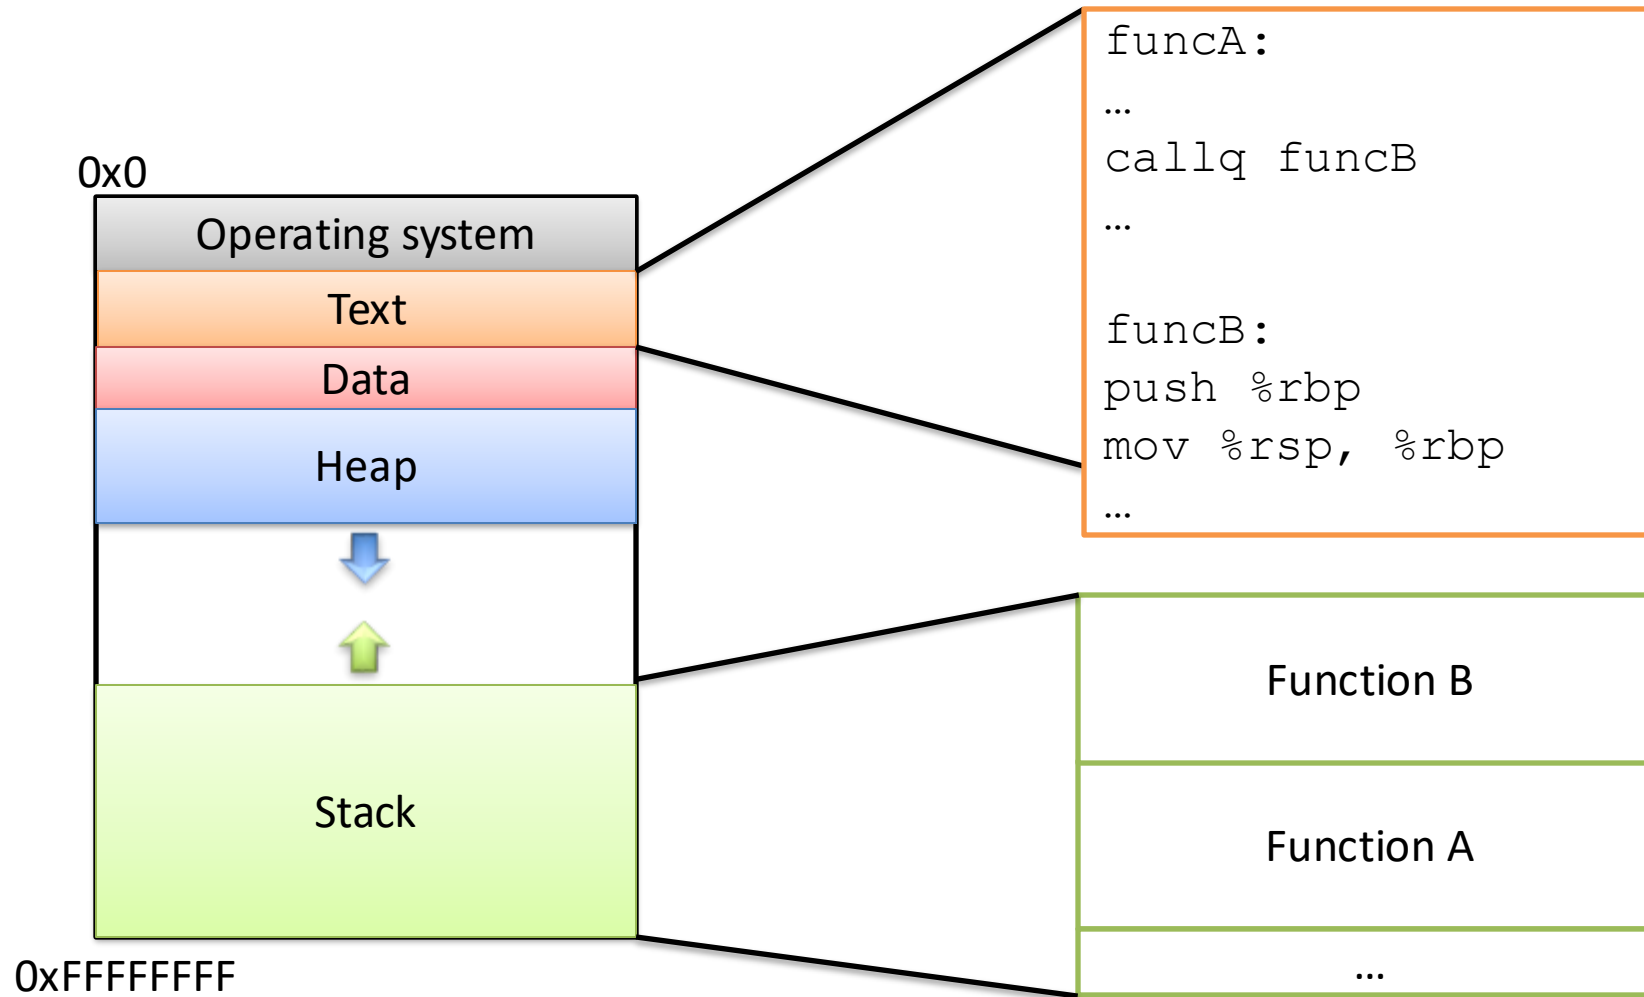 0x0
Operating system
Text
Data
Heap
Stack
0xFFFFFFFF
funcA:
…
callq funcB
…
funcB:
push %rbp
mov %rsp, %rbp
…
Function B
Function A
…